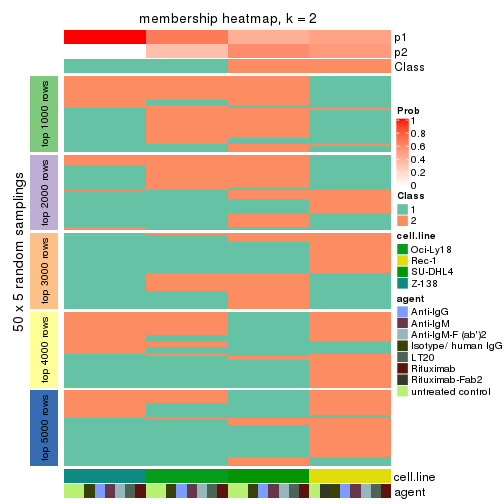 membership heatmap, k = 2
p1
p2
Class
50 x 5 random samplings
top 1000 rows
top 2000 rows
top 3000 rows
top 4000 rows
top 5000 rows
cell.line
agent
Prob
1
0.8
0.6
0.4
0.2
0
Class
1
2
cell.line
Oci-Ly18
Rec-1
SU-DHL4
Z-138
agent
Anti-IgG
Anti-IgM
Anti-IgM-F (ab')2
Isotype/ human IgG
LT20
Rituximab
Rituximab-Fab2
untreated control